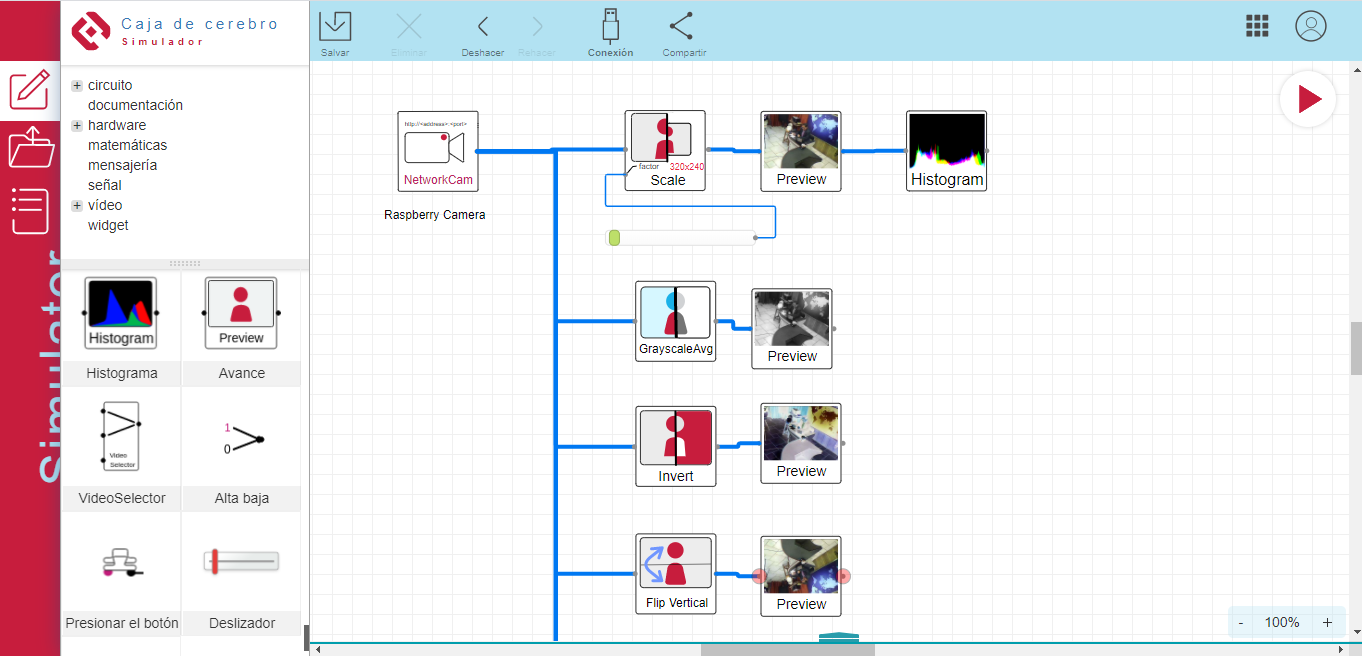 Caja de cerebro
Simulador
Salvar
Eliminar
Deshacer
Rehacer
Conexión
Compartir
circuito
documentación
hardware
matemáticas
mensajería
señal
vídeo
widget
Simulator
Histogram
Histograma
Preview
Avance
Video
Selector
VideoSelector
1
0
Alta baja
Presionar el botón
Deslizador
http://<address>:<port>
NetworkCam
Raspberry Camera
factor 320x240
Scale
Preview
Histogram
GrayscaleAvg
Preview
Invert
Preview
Flip Vertical
Preview
- 100% +